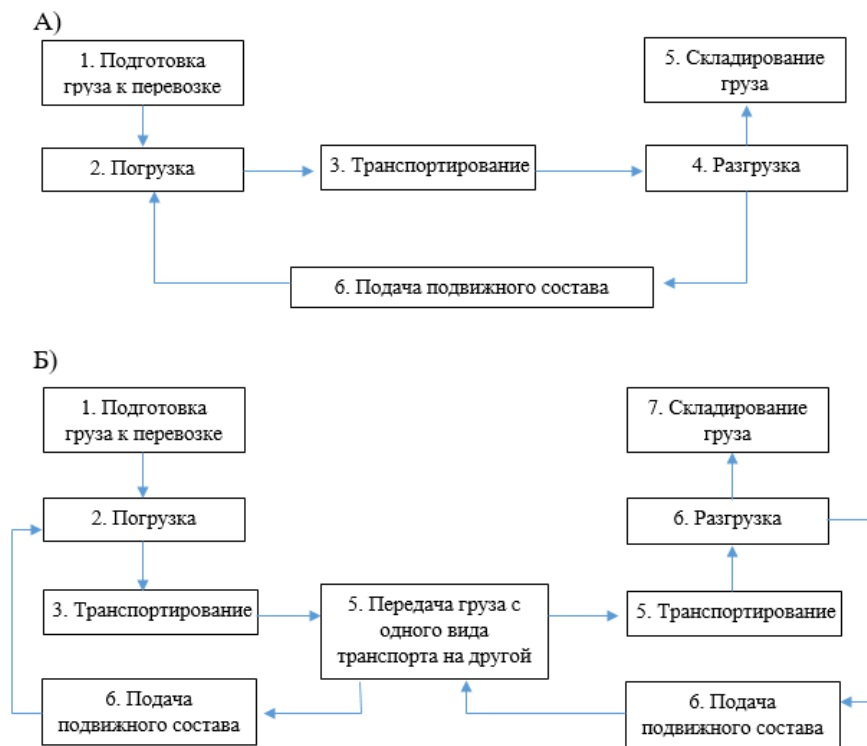 А)
1. Подготовка
груза к перевозке
5. Складирование
груза
2. Погрузка
3. Транспортирование
4. Разгрузка
6. Подача подвижного состава
Б)
1. Подготовка
груза к перевозке
7. Складирование
груза
2. Погрузка
6. Разгрузка
3. Транспортирование
5. Передача груза с
одного вида
транспорта на другой
5. Транспортирование
6. Подача
подвижного состава
6. Подача
подвижного состава